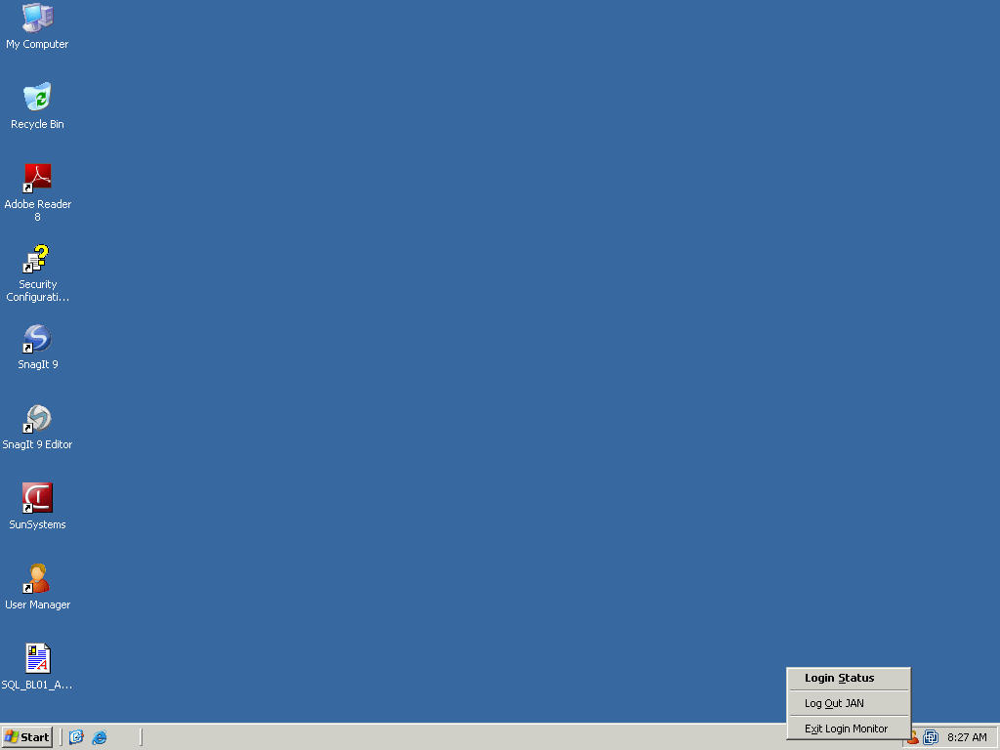 My Computer
Recycle Bin
Adobe Reader
8
Security
Configurati...
SnagIt 9
SnagIt 9 Editor
SunSystems
User Manager
SQL_BL01_A...
Login Status
Log Out JAN
Exit Login Monitor
Start
8:27 AM